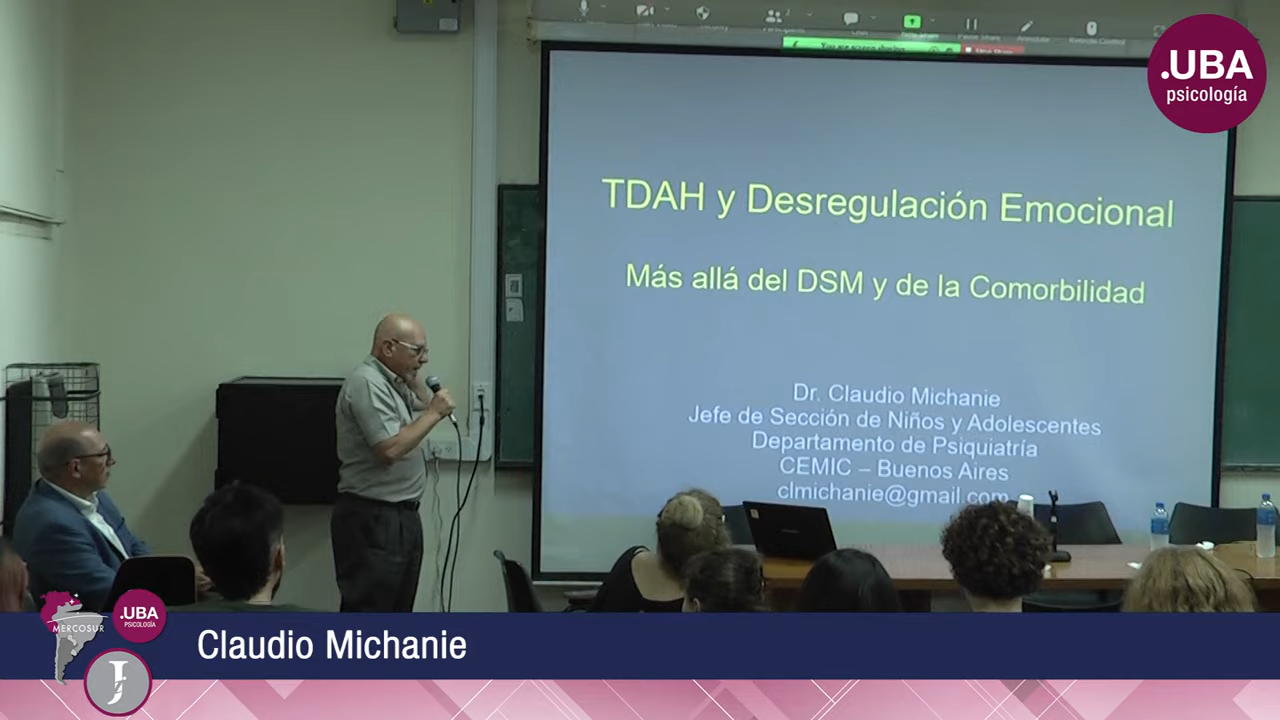 .UBA
psicología
TDAH y Desregulación Emocional
Más allá del DSM y de la Comorbilidad
Dr. Claudio Michanie
Jefe de Sección de Niños y Adolescentes
Departamento de Psiquiatría
CEMIC – Buenos Aires
clmichanie@gmail.com
MERCOSUR
.UBA
PSICOLOGÍA
J
Claudio Michanie